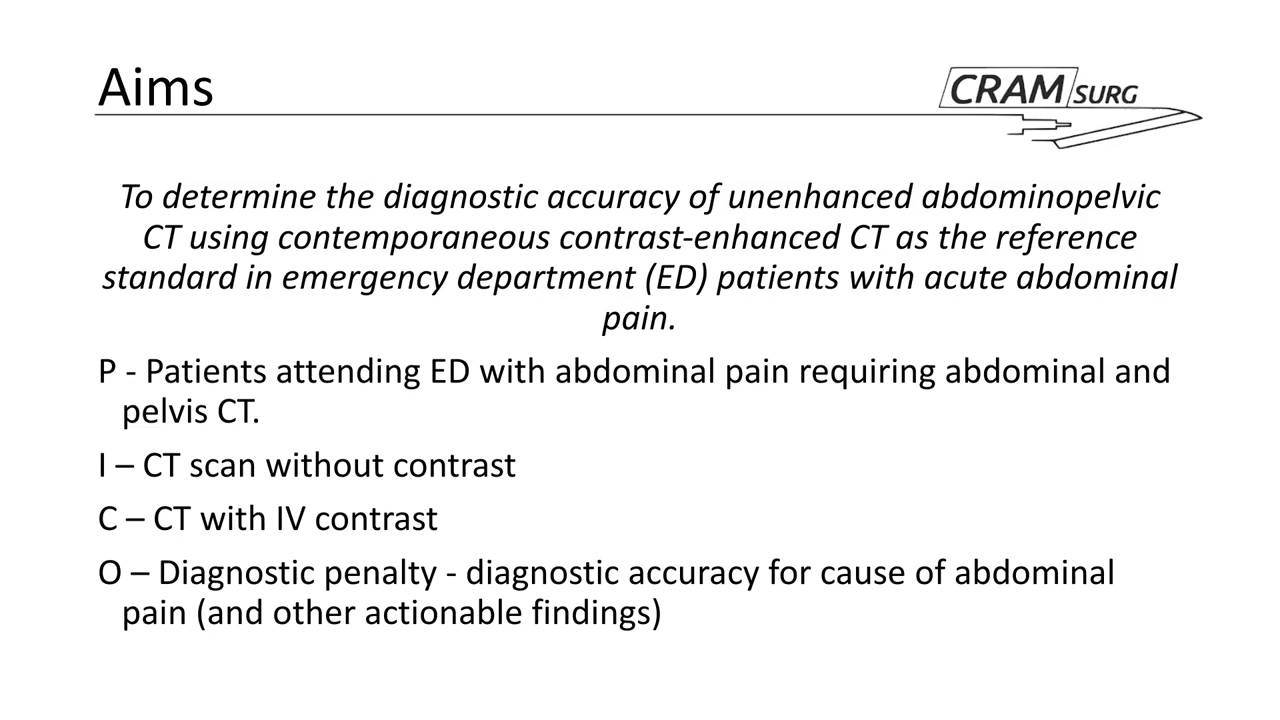 Aims
CRAM SURG
To determine the diagnostic accuracy of unenhanced abdominopelvic
CT using contemporaneous contrast-enhanced CT as the reference
standard in emergency department (ED) patients with acute abdominal
pain.
P - Patients attending ED with abdominal pain requiring abdominal and
pelvis CT.
I – CT scan without contrast
C – CT with IV contrast
O – Diagnostic penalty - diagnostic accuracy for cause of abdominal
pain (and other actionable findings)